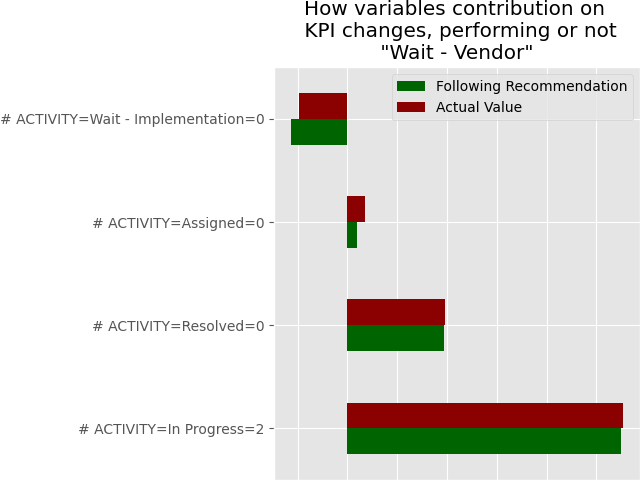 How variables contribution on
KPI changes, performing or not
"Wait - Vendor"
Following Recommendation
Actual Value
# ACTIVITY=Wait - Implementation=0
# ACTIVITY=Assigned=0
# ACTIVITY=Resolved=0
# ACTIVITY=In Progress=2